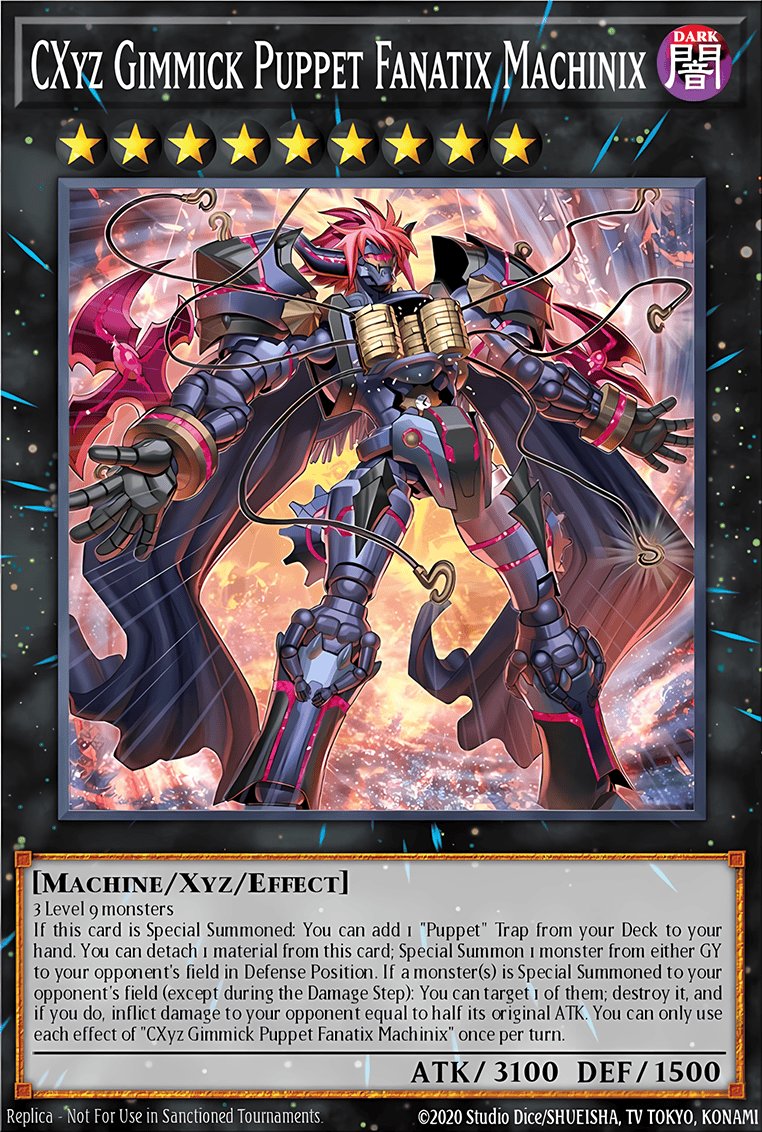 CXyz Gimmick Puppet Fanatix Machinix
DARK
闇
[Machine/Xyz/Effect]
3 Level 9 monsters
If this card is Special Summoned: You can add 1 "Puppet" Trap from your Deck to your
hand. You can detach 1 material from this card; Special Summon 1 monster from either GY
to your opponent's field in Defense Position. If a monster(s) is Special Summoned to your
opponent's field (except during the Damage Step): You can target 1 of them; destroy it, and
if you do, inflict damage to your opponent equal to half its original ATK. You can only use
each effect of "CXyz Gimmick Puppet Fanatix Machinix" once per turn.
ATK/ 3100 DEF/ 1500
Replica - Not For Use in Sanctioned Tournaments.
©2020 Studio Dice/SHUEISHA, TV TOKYO, KONAMI